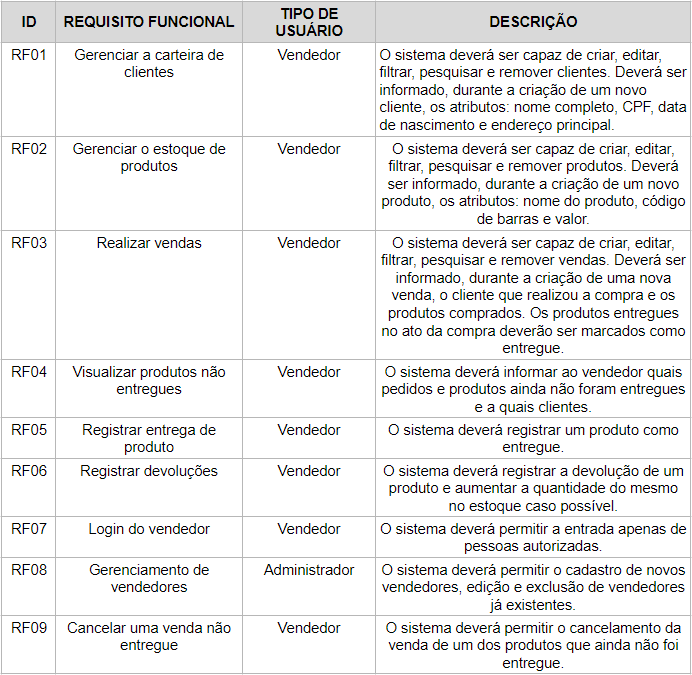 ID REQUISITO FUNCIONAL TIPO DE USUÁRIO DESCRIÇÃO
RF01 Gerenciar a carteira de clientes Vendedor O sistema deverá ser capaz de criar, editar,
filtrar, pesquisar e remover clientes. Deverá ser
informado, durante a criação de um novo
cliente, os atributos: nome completo, CPF, data
de nascimento e endereço principal.
RF02 Gerenciar o estoque de produtos Vendedor O sistema deverá ser capaz de criar, editar,
filtrar, pesquisar e remover produtos. Deverá
ser informado, durante a criação de um novo
produto, os atributos: nome do produto, código
de barras e valor.
RF03 Realizar vendas Vendedor O sistema deverá ser capaz de criar, editar,
filtrar, pesquisar e remover vendas. Deverá ser
informado, durante a criação de uma nova
venda, o cliente que realizou a compra e os
produtos comprados. Os produtos entregues
no ato da compra deverão ser marcados como
entregue.
RF04 Visualizar produtos não entregues Vendedor O sistema deverá informar ao vendedor quais
pedidos e produtos ainda não foram entregues
e a quais clientes.
RF05 Registrar entrega de produto Vendedor O sistema deverá registrar um produto como
entregue.
RF06 Registrar devoluções Vendedor O sistema deverá registrar a devolução de um
produto e aumentar a quantidade do mesmo
no estoque caso possível.
RF07 Login do vendedor Vendedor O sistema deverá permitir a entrada apenas de
pessoas autorizadas.
RF08 Gerenciamento de vendedores Administrador O sistema deverá permitir o cadastro de novos
vendedores, edição e exclusão de vendedores
já existentes.
RF09 Cancelar uma venda não entregue Vendedor O sistema deverá permitir o cancelamento da
venda de um dos produtos que ainda não foi
entregue.